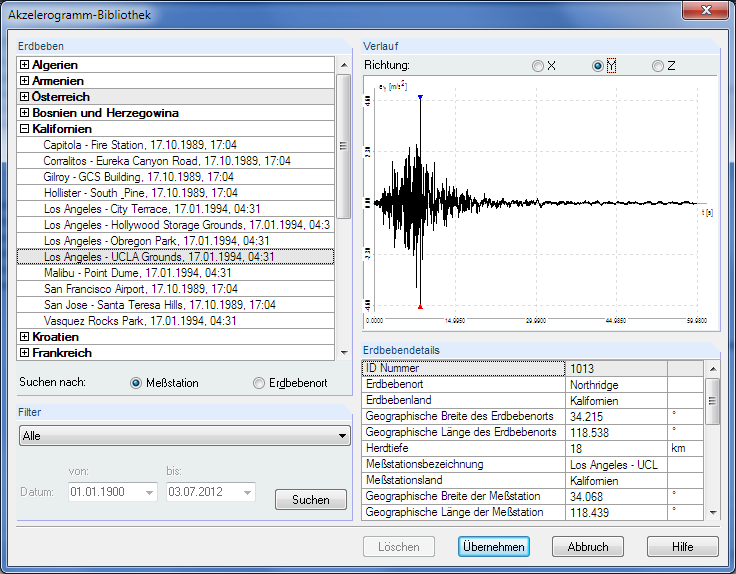 Akzelerogramm-Bibliothek
Erdbeben
Algerien
Armenien
Österreich
Bosnien und Herzegowina
Kalifornien
Capitola - Fire Station, 17.10.1989, 17:04
Corralitos - Eureka Canyon Road, 17.10.1989, 17:04
Gilroy - GCS Building, 17.10.1989, 17:04
Hollister - South_Pine, 17.10.1989, 17:04
Los Angeles - City Terrace, 17.01.1994, 04:31
Los Angeles - Hollywood Storage Grounds, 17.01.1994, 04:3
Los Angeles - Obregon Park, 17.01.1994, 04:31
Los Angeles - UCLA Grounds, 17.01.1994, 04:31
Malibu - Point Dume, 17.01.1994, 04:31
San Francisco Airport, 17.10.1989, 17:04
San Jose - Santa Teresa Hills, 17.10.1989, 17:04
Vasquez Rocks Park, 17.01.1994, 04:31
Kroatien
Frankreich
Suchen nach:
Meßstation
Erdbebenort
Filter
Alle
von:
bis:
Datum:
01.01.1900
03.07.2012
Suchen
Verlauf
Richtung:
X
Y
Z
t [s]
0.0000
14.9950
29.9900
44.9850
59.9800
Erdbebendetails
ID Nummer 1013
Erdbebenort Northridge
Erdbebenland Kalifornien
Geographische Breite des Erdbebenorts 34.215 °
Geographische Länge des Erdbebenorts 118.538 °
Herdtiefe 18 km
Meßstationsbezeichnung Los Angeles - UCL
Meßstationsland Kalifornien
Geographische Breite der Meßstation 34.068 °
Geographische Länge der Meßstation 118.439 °
Löschen
Übernehmen
Abbruch
Hilfe